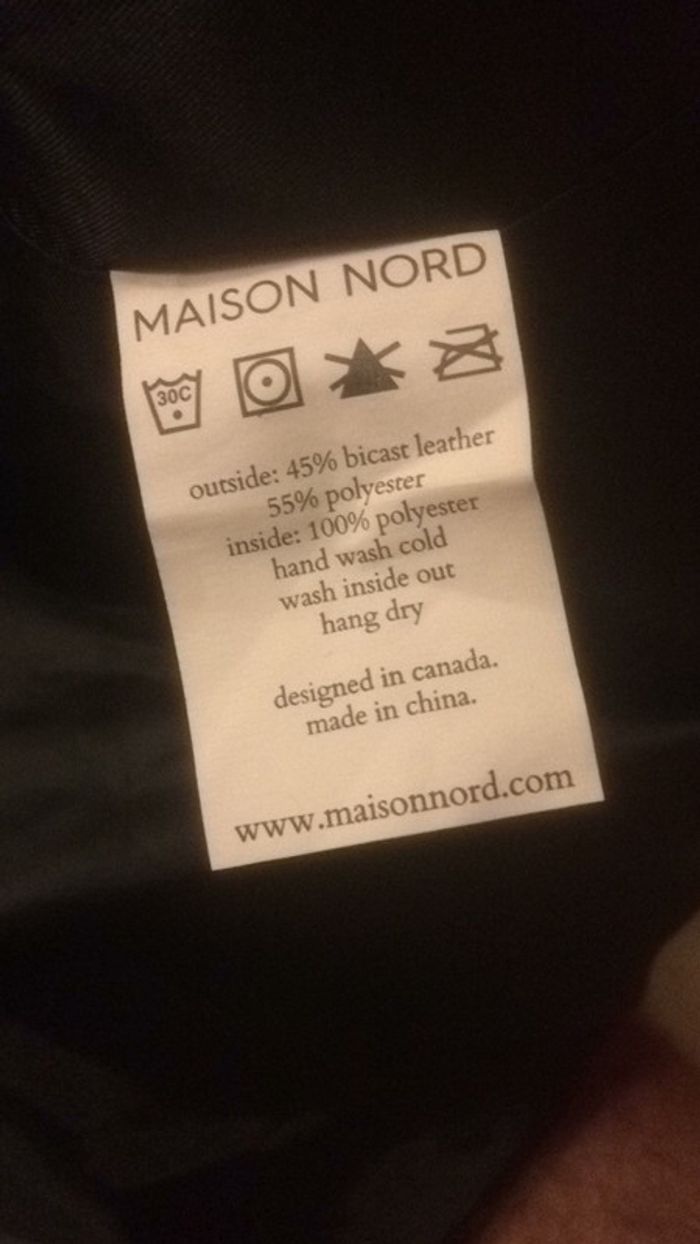 MAISON NORD
30C
outside: 45% bicast leather
55% polyester
inside: 100% polyester
hand wash cold
wash inside out
hang dry
designed in canada.
made in china.
www.maisonnord.com